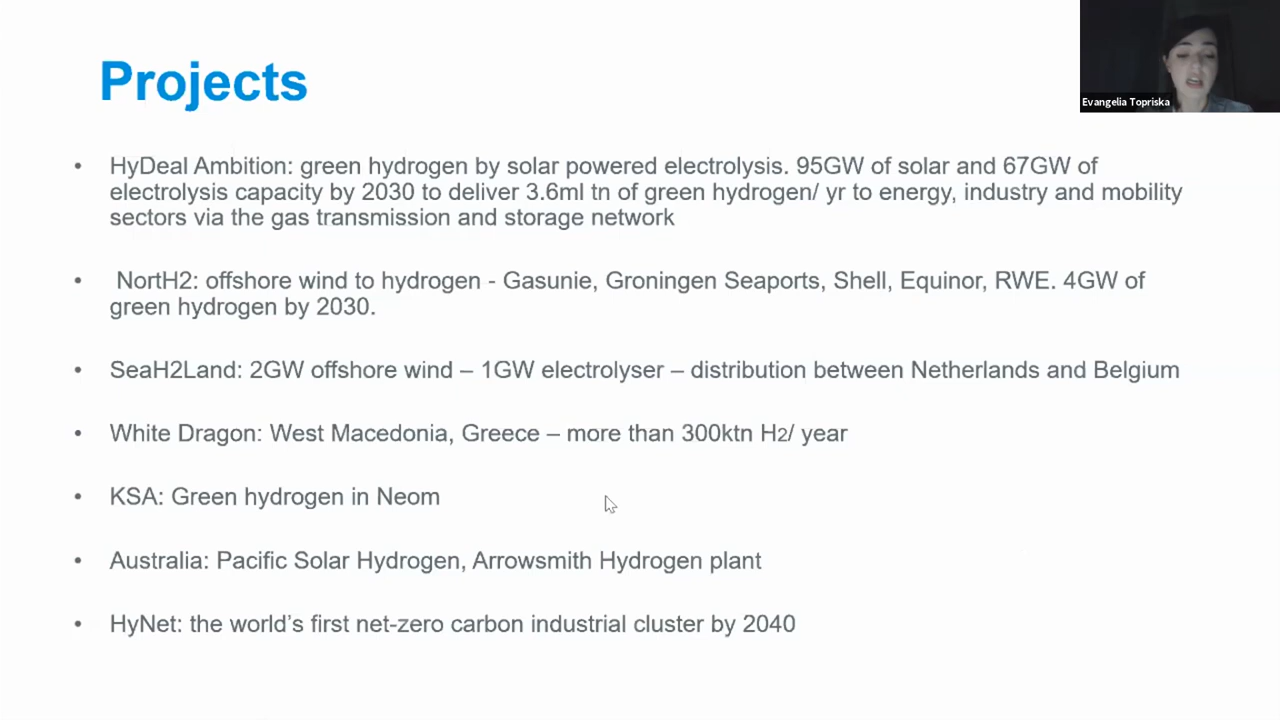 Projects
Evangelia Topriska
• HyDeal Ambition: green hydrogen by solar powered electrolysis. 95GW of solar and 67GW of
electrolysis capacity by 2030 to deliver 3.6ml tn of green hydrogen/ yr to energy, industry and mobility
sectors via the gas transmission and storage network
• NortH2: offshore wind to hydrogen - Gasunie, Groningen Seaports, Shell, Equinor, RWE. 4GW of
green hydrogen by 2030.
• SeaH2Land: 2GW offshore wind – 1GW electrolyser – distribution between Netherlands and Belgium
• White Dragon: West Macedonia, Greece – more than 300ktn H2/ year
• KSA: Green hydrogen in Neom
• Australia: Pacific Solar Hydrogen, Arrowsmith Hydrogen plant
• HyNet: the world’s first net-zero carbon industrial cluster by 2040